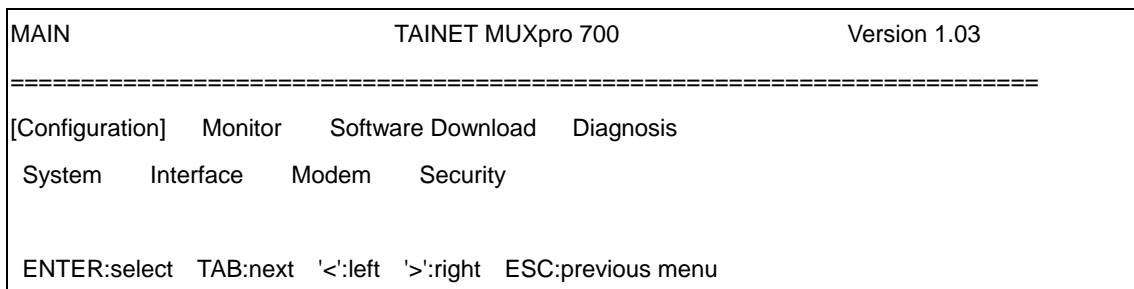 MAIN TAINET MUXpro 700 Version 1.03
=========================================================================
[Configuration] Monitor Software Download Diagnosis
System Interface Modem Security
ENTER:select TAB:next '<':left '>':right ESC:previous menu